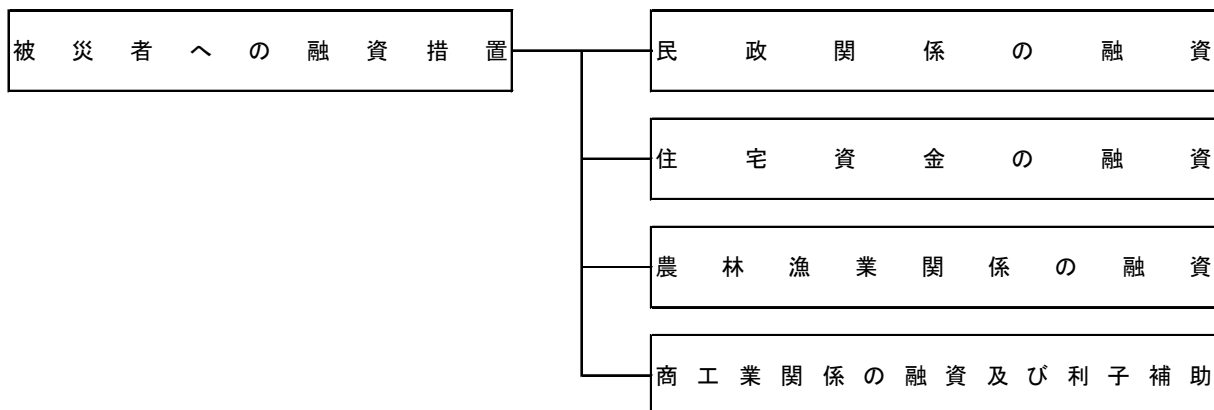 被災者への融資措置
民政関係の融資
住宅資金の融資
農林漁業関係の融資
商工業関係の融資及び利子補助